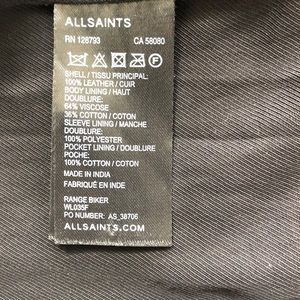 ALLSAINTS
RN 128793 CA 58080
SHELL / TISSU PRINCIPAL:
100% LEATHER / CUIR
BODY LINING / HAUT
DOUBLURE:
64% VISCOSE
36% COTTON / COTON
SLEEVE LINING / MANCHE
DOUBLURE:
100% POLYESTER
POCKET LINING / DOUBLURE
POCHE:
100% COTTON / COTON
MADE IN INDIA
FABRIQUÉ EN INDE
RANGE BIKER
WL035F
PO NUMBER: AS_38706
ALLSAINTS.COM